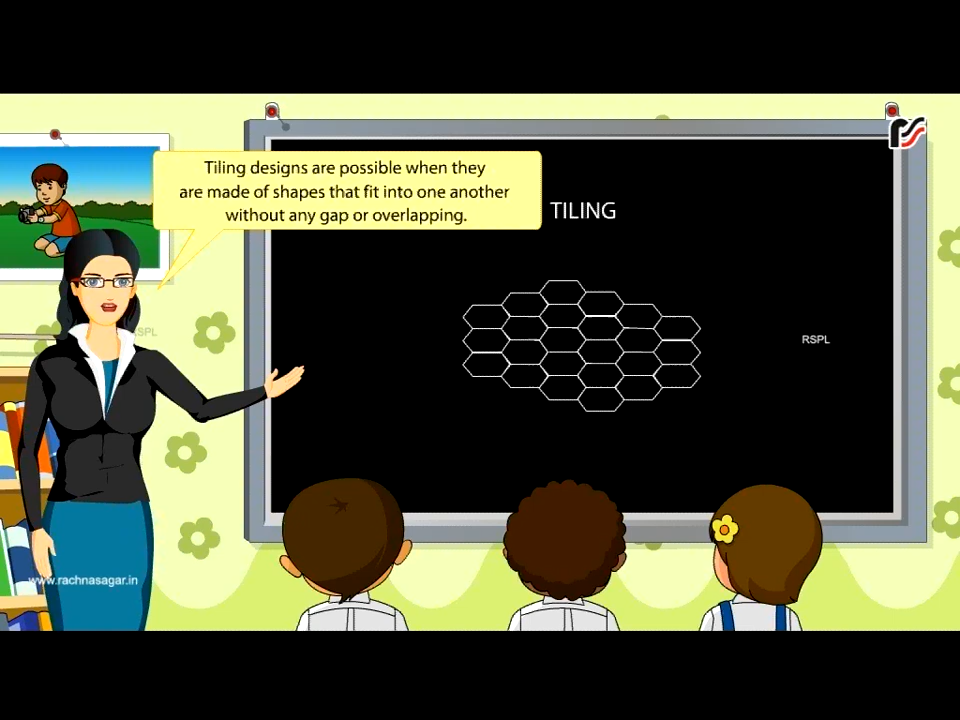 Tiling designs are possible when they
are made of shapes that fit into one another
without any gap or overlapping.
TILING
RSPL
SPL
www.rachnasagar.in